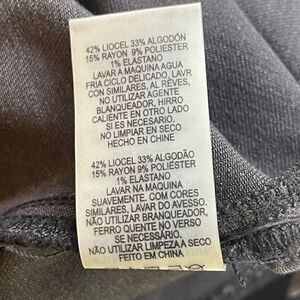 42% LIOCEL 33% ALGODÓN
15% RAYON 9% POLIESTER
1% ELASTANO
LAVAR A MAQUINA AGUA
FRIA CICLO DELICADO, LAVR
CON SIMILARES, AL RÊVES,
NO UTILIZAR AGENTE
BLANQUEADOR, HIRRO
CALIENTE EN OTRO LADO
SI ES NECESARIO.
NO LIMPIAR EN SECO
HECHO EN CHINE
42% LIOCEL 33% ALGODÃO
15% RAYON 9% POLIESTER
1% ELASTANO
LAVAR NA MAQUINA
SUAVEMENTE. COM CORES
SIMILARES, LAVAR DO AVESSO.
NÃO UTILIZAR BRANQUEADOR,
FERRO QUENTE NO VERSO
SE NECESSÁRIO.
NÃO UTILIZAR LIMPEZA A SECO
FEITO EM CHINA